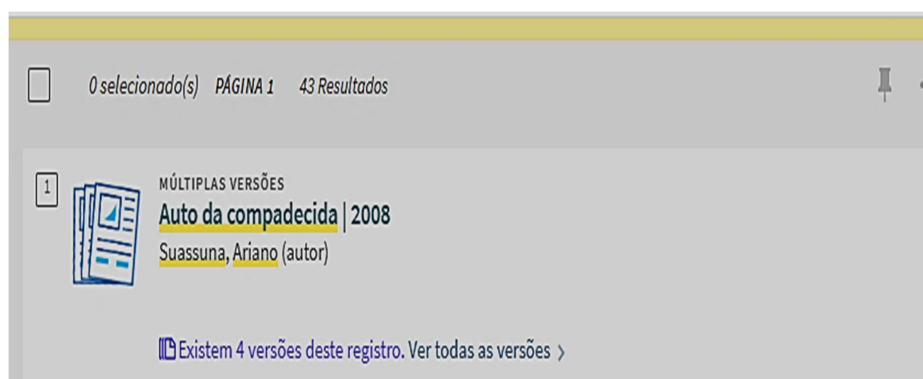 0 selecionado(s) PÁGINA 1 43 Resultados
1
MÚLTIPLAS VERSÕES
Auto da compadecida | 2008
Suassuna, Ariano (autor)
Existem 4 versões deste registro. Ver todas as versões >